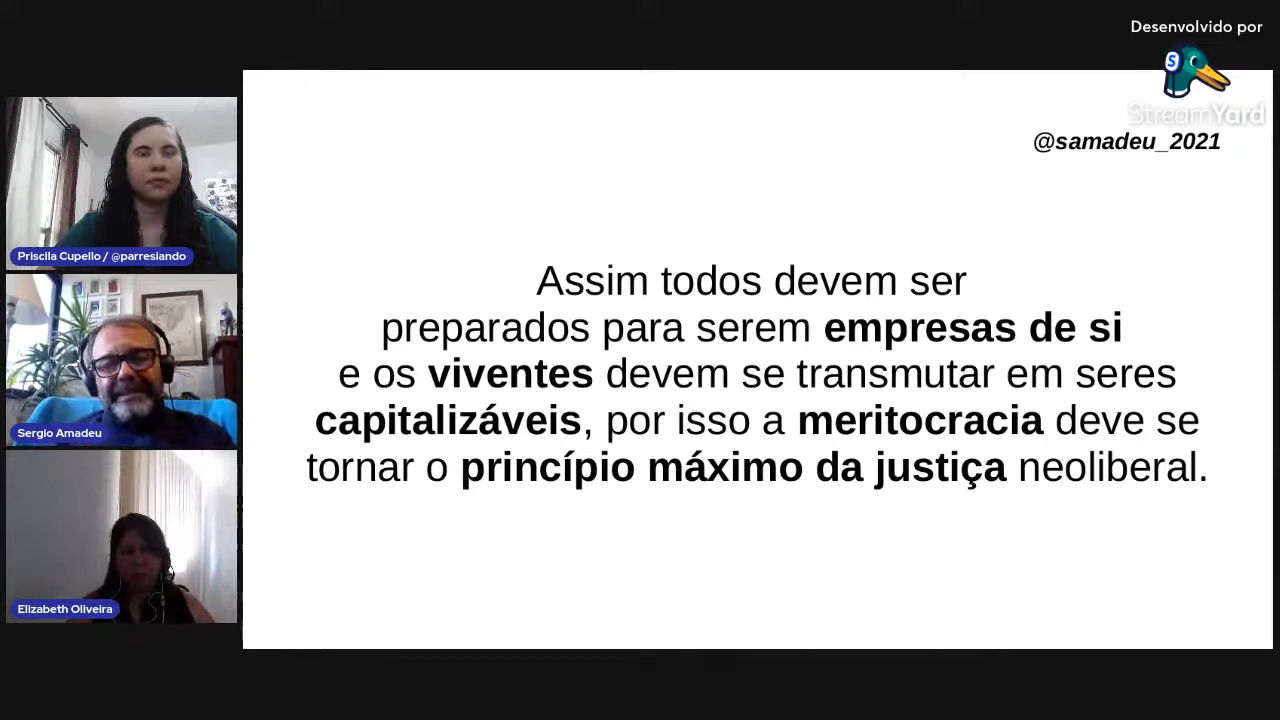 Desenvolvido por
StreamYard
@samadeu_2021
Assim todos devem ser
preparados para serem empresas de si
e os viventes devem se transmutar em seres
capitalizáveis, por isso a meritocracia deve se
tornar o princípio máximo da justiça neoliberal.
Priscila Cupello / @parresiando
Sergio Amadeu
Elizabeth Oliveira